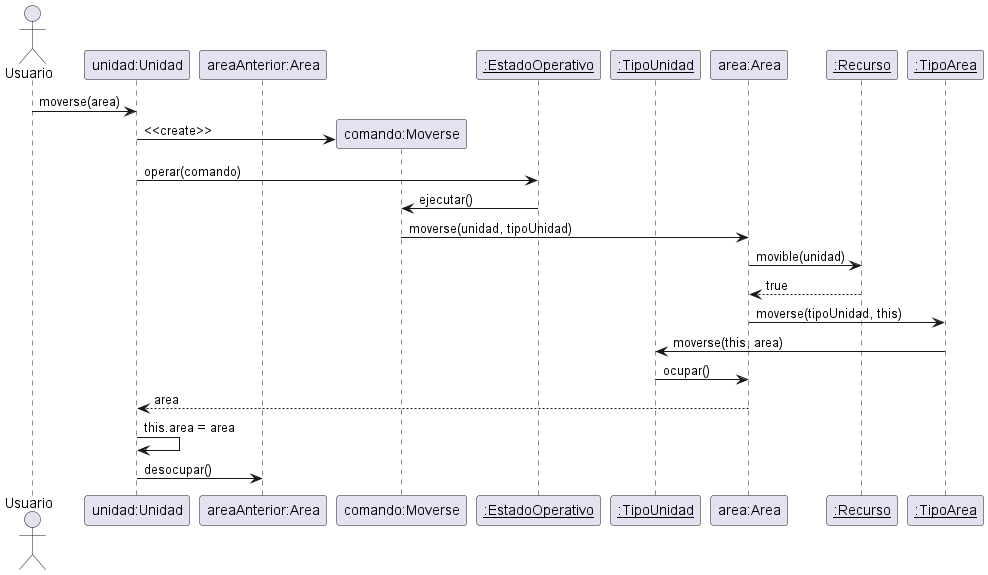 Usuario
unidad:Unidad
areaAnterior:Area
:EstadoOperativo
:TipoUnidad
area:Area
:Recurso
:TipoArea
moverse(area)
<<create>>
comando:Moverse
operar(comando)
ejecutar()
moverse(unidad, tipoUnidad)
movible(unidad)
true
moverse(tipoUnidad, this)
moverse(this, area)
ocupar()
area
this.area = area
desocupar()
Usuario
unidad:Unidad
areaAnterior:Area
comando:Moverse
:EstadoOperativo
:TipoUnidad
area:Area
:Recurso
:TipoArea